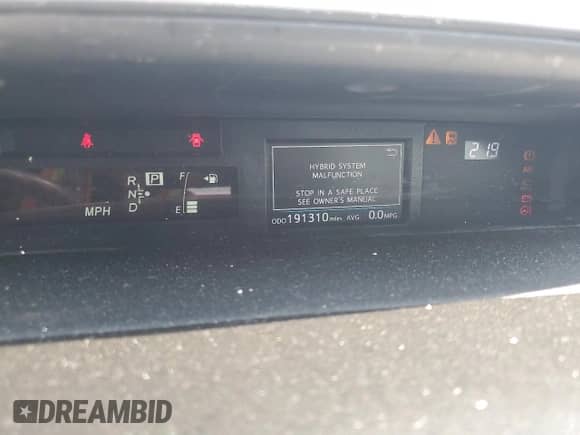 R
P
N
D
MPH
F
E
HYBRID SYSTEM
MALFUNCTION
STOP IN A SAFE PLACE
SEE OWNER'S MANUAL
ODO 191310 miles AVG 0.0 MPG
2:19
DREAMBID